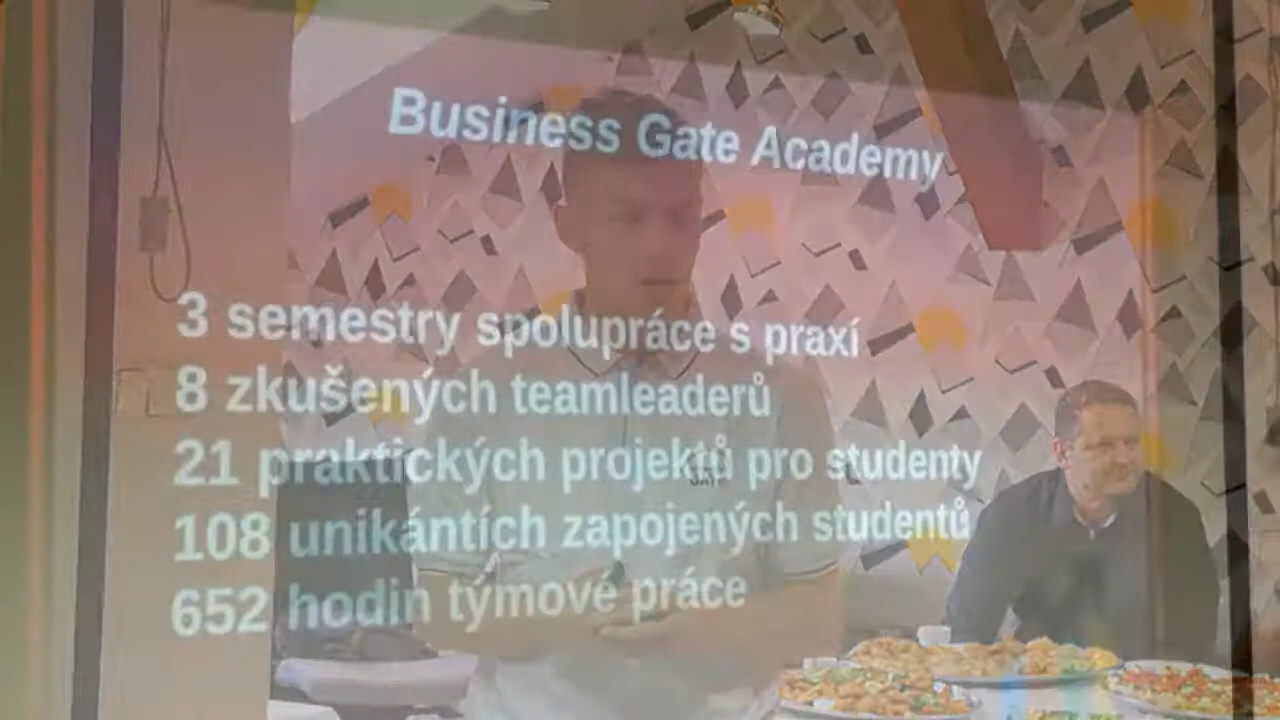 Business Gate Academy
3 semestry spolupráce s praxí
8 zkušených teamleaderů
21 praktických projektů pro studenty
108 unikántích zapojených studentů
652 hodin týmové práce